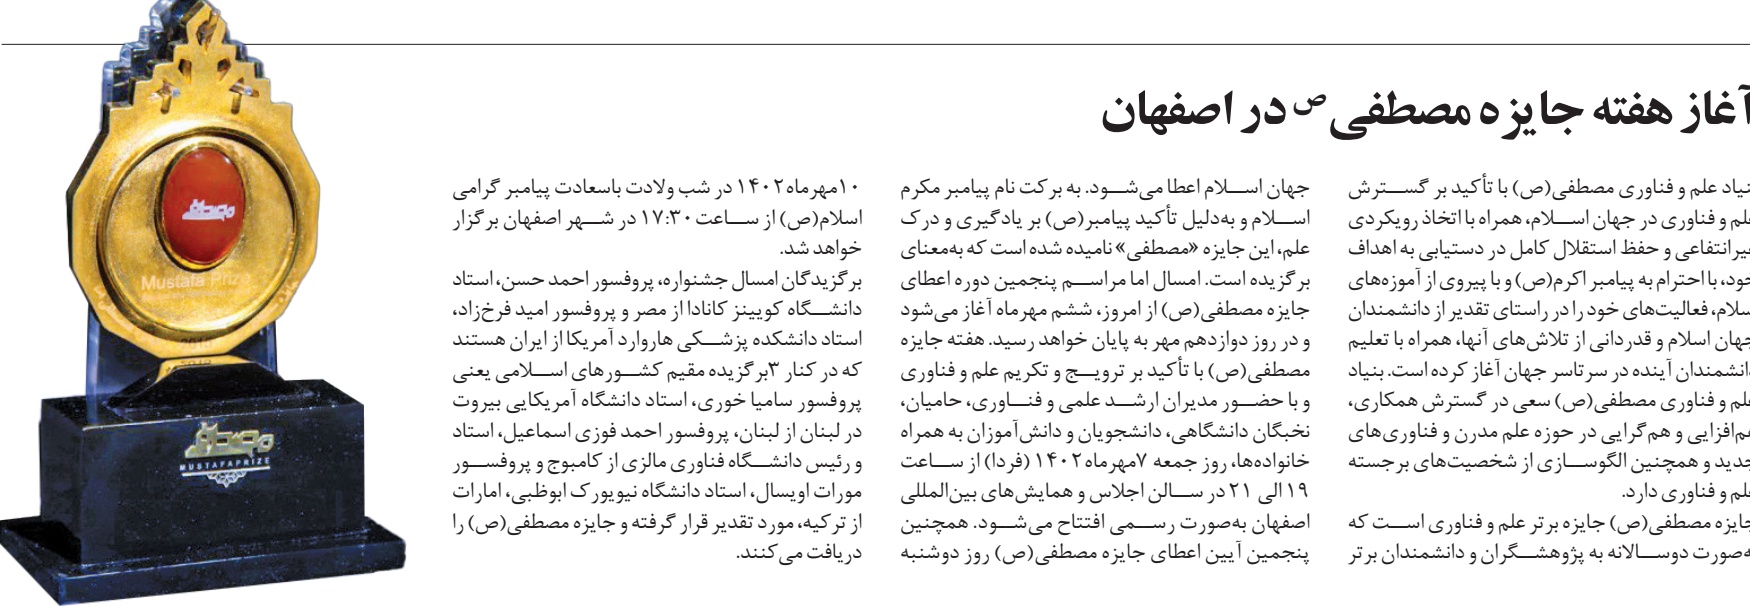 آغاز هفته جایزه مصطفی ص در اصفهان
بنیاد علم و فناوری مصطفی(ص) با تأکید بر گسترش
علم و فناوری در جهان اسلام، همراه با اتخاذ رویکردی
غیرانتفاعی و حفظ استقلال کامل در دستیابی به اهداف
خود، با احترام به پیامبر اکرم(ص) و با پیروی از آموزه‌های
اسلام، فعالیت‌های خود را در راستای تقدیر از دانشمندان
جهان اسلام و قدردانی از تلاش‌های آنها، همراه با تعلیم
دانشمندان آینده در سرتاسر جهان آغاز کرده است. بنیاد
علم و فناوری مصطفی(ص) سعی در گسترش همکاری،
هم‌افزایی و هم‌گرایی در حوزه علم مدرن و فناوری‌های
جدید و همچنین الگوسازی از شخصیت‌های برجسته
علم و فناوری دارد.
جایزه مصطفی(ص) جایزه برتر علم و فناوری است که
به‌صورت دوسالانه به پژوهشگران و دانشمندان برتر
جهان اسلام اعطا می‌شود. به برکت نام پیامبر مکرم
اسلام و به‌دلیل تأکید پیامبر(ص) بر یادگیری و درک
علم، این جایزه «مصطفی» نامیده شده است که به‌معنای
برگزیده است. امسال اما مراسم پنجمین دوره اعطای
جایزه مصطفی(ص) از امروز، ششم مهرماه آغاز می‌شود
و در روز دوازدهم مهر به پایان خواهد رسید. هفته جایزه
مصطفی(ص) با تأکید بر ترویج و تکریم علم و فناوری
و با حضور مدیران ارشد علمی و فناوری، حامیان،
نخبگان دانشگاهی، دانشجویان و دانش‌آموزان به همراه
خانواده‌ها، روز جمعه ۷مهرماه۱۴۰۲ (فردا) از ساعت
۱۹الی ۲۱ در سالن اجلاس و همایش‌های بین‌المللی
اصفهان به‌صورت رسمی افتتاح می‌شود. همچنین
پنجمین آیین اعطای جایزه مصطفی(ص) روز دوشنبه
۱۰مهرماه۱۴۰۲ در شب ولادت باسعادت پیامبر گرامی
اسلام(ص) از ساعت ۱۷:۳۰ در شهر اصفهان برگزار
خواهد شد.
برگزیدگان امسال جشنواره، پروفسور احمد حسن، استاد
دانشگاه کویینز کانادا از مصر و پروفسور امید فرخ‌زاد،
استاد دانشکده پزشکی هاروارد آمریکا از ایران هستند
که در کنار ۳برگزیده مقیم کشورهای اسلامی یعنی
پروفسور سامیا خوری، استاد دانشگاه آمریکایی بیروت
در لبنان از لبنان، پروفسور احمد فوزی اسماعیل، استاد
و رئیس دانشگاه فناوری مالزی از کامبوج و پروفسور
مورات اویسال، استاد دانشگاه نیویورک ابوظبی، امارات
از ترکیه، مورد تقدیر قرار گرفته و جایزه مصطفی(ص) را
دریافت می‌کنند.
Mustafa Prize
2019
MUSTAFAPRIZE